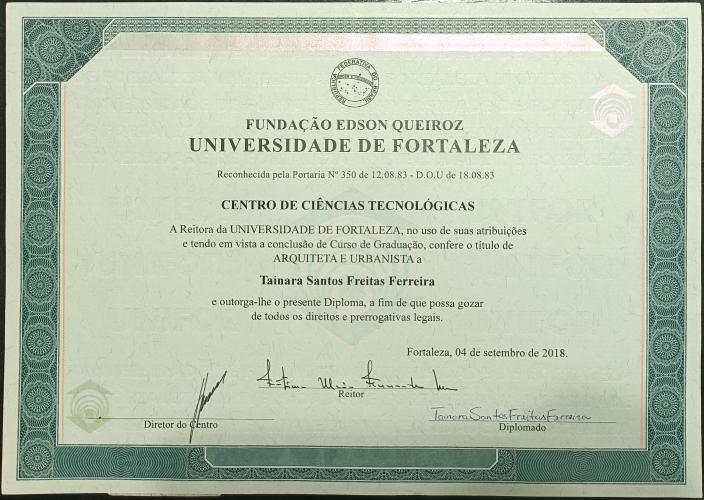 REPÚBLICA FEDERATIVA DO BRASIL
FUNDAÇÃO EDSON QUEIROZ
UNIVERSIDADE DE FORTALEZA
Reconhecida pela Portaria Nº 350 de 12.08.83 - D.O.U de 18.08.83
CENTRO DE CIÊNCIAS TECNOLÓGICAS
A Reitora da UNIVERSIDADE DE FORTALEZA, no uso de suas atribuições
e tendo em vista a conclusão de Curso de Graduação, confere o título de
ARQUITETA E URBANISTA a
Tainara Santos Freitas Ferreira
e outorga-lhe o presente Diploma, a fim de que possa gozar
de todos os direitos e prerrogativas legais.
Fortaleza, 04 de setembro de 2018.
Reitor
Tainara Santos Freitas Ferreira
Diretor do Centro
Diplomado